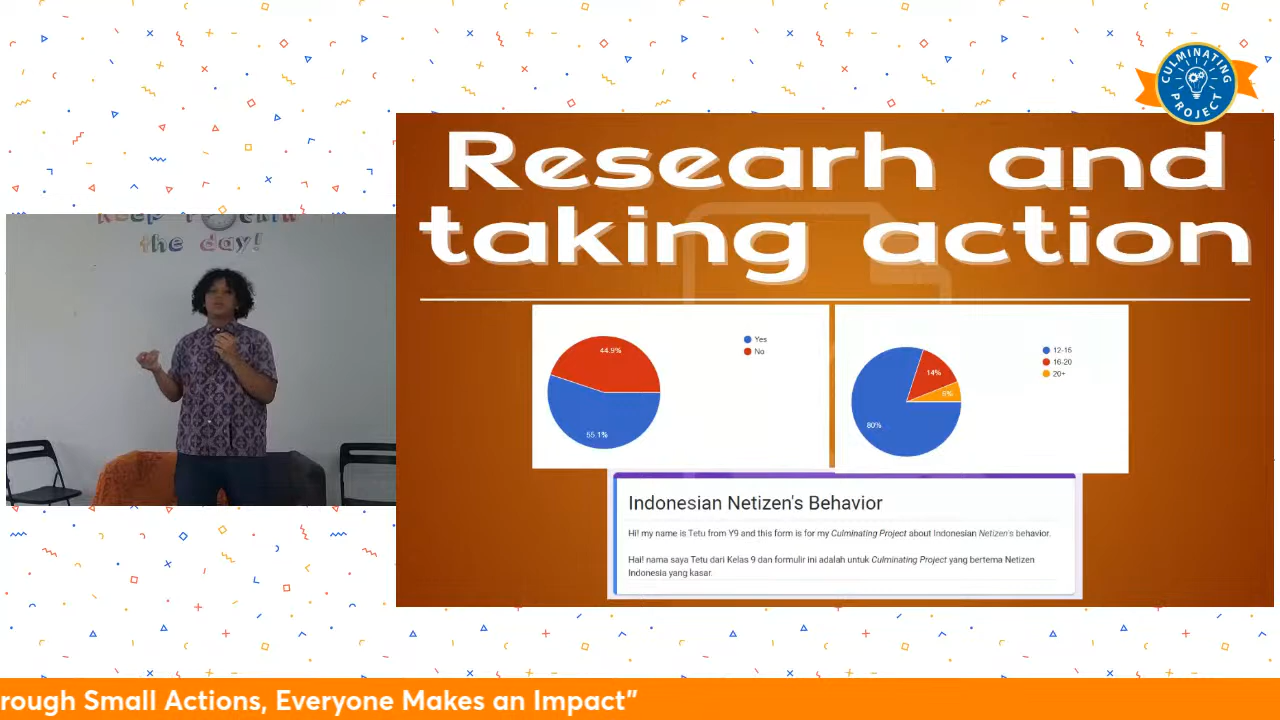 CULMINATING
PROJECT
Researh and
taking action
the day!
44.9%
55.1%
Yes
No
80%
14%
6%
12-15
16-20
20+
Indonesian Netizen's Behavior
Hi! my name is Tetu from Y9 and this form is for my Culminating Project about Indonesian Netizen's behavior.
Hai! nama saya Tetu dari Kelas 9 dan formulir ini adalah untuk Culminating Project yang bertema Netizen
Indonesia yang kasar.
rough Small Actions, Everyone Makes an Impact”